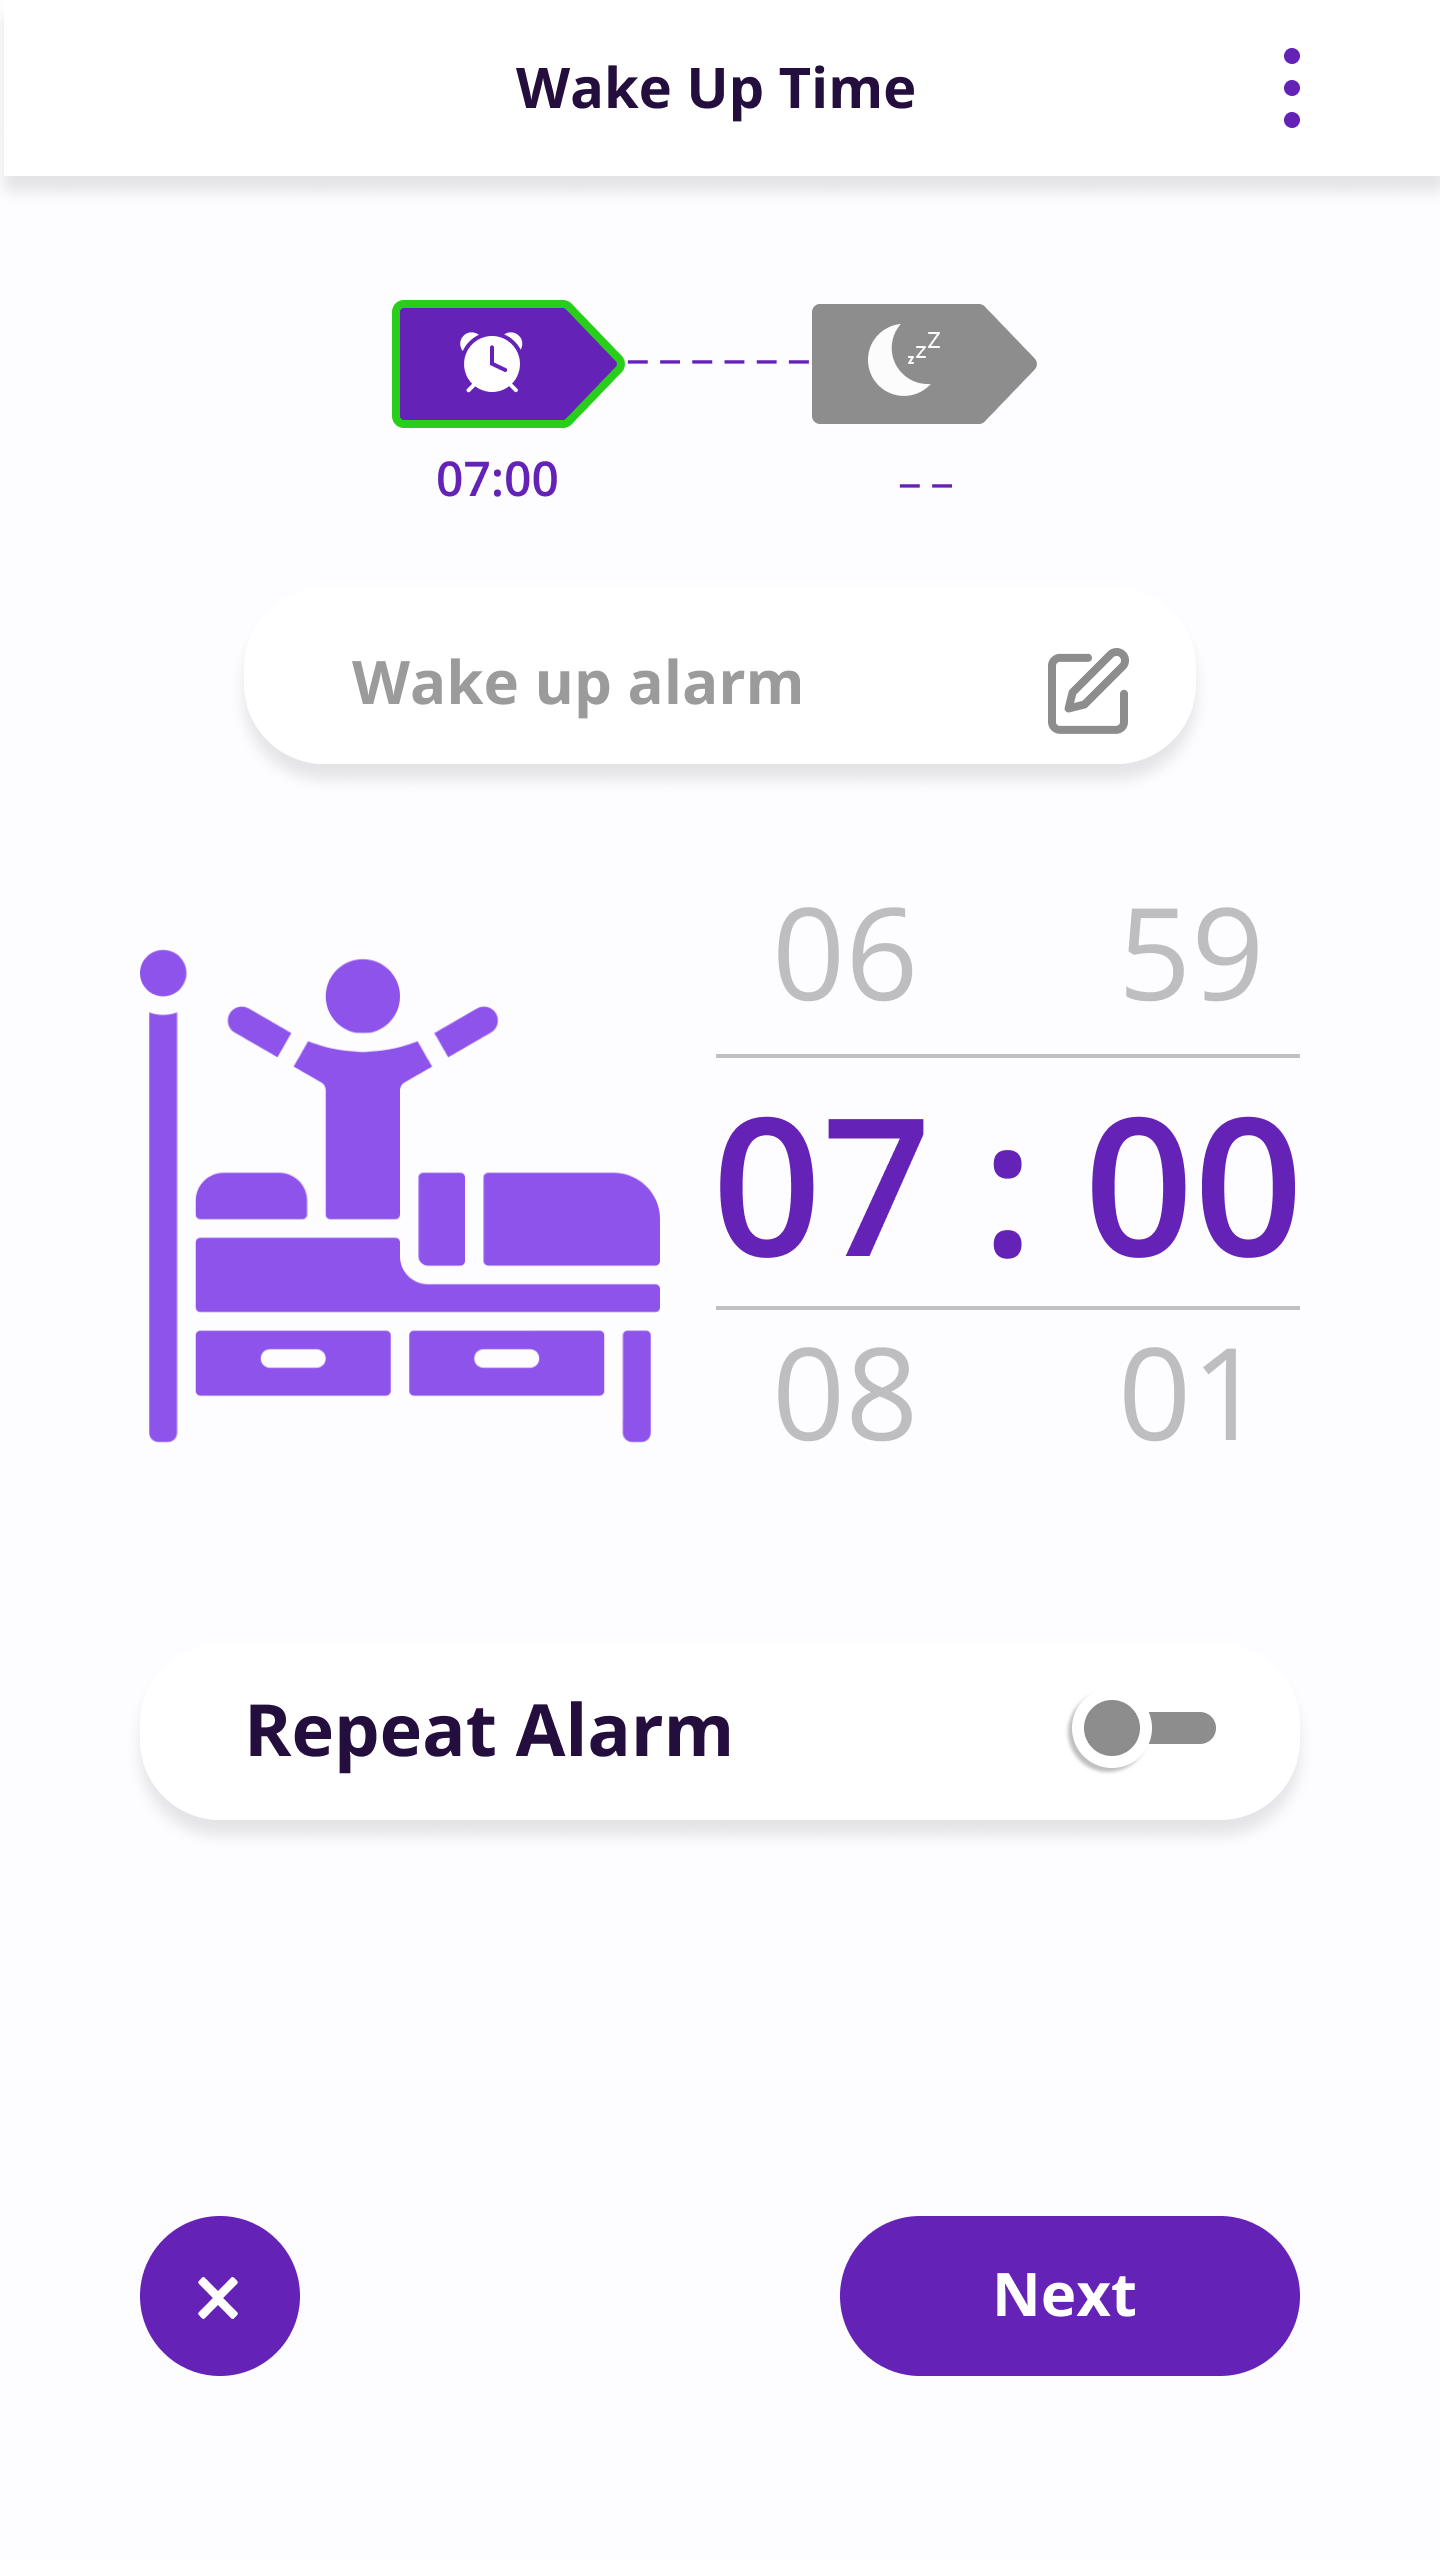 Wake Up Time
z z Z
07:00
– –
Wake up alarm
06 59
07 : 00
08 01
Repeat Alarm
Next